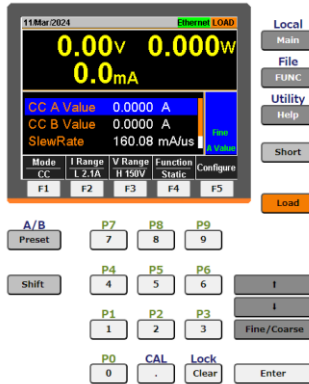 11/Mar/2024 Ethernet LOAD
0.00V 0.000W
0.0mA
CC A Value 0.0000 A
CC B Value 0.0000 A
SlewRate 160.08 mA/us
Fine
A Value
Mode I Range V Range Function Configure
CC L 2.1A H 150V Static
F1 F2 F3 F4 F5
Local
Main
File
FUNC
Utility
Help
Short
Load
A/B
Preset
P7 P8 P9
7 8 9
Shift
P4 P5 P6
4 5 6 ↑
↓
P1 P2 P3
1 2 3 Fine/Coarse
P0 CAL Lock
0 . Clear Enter